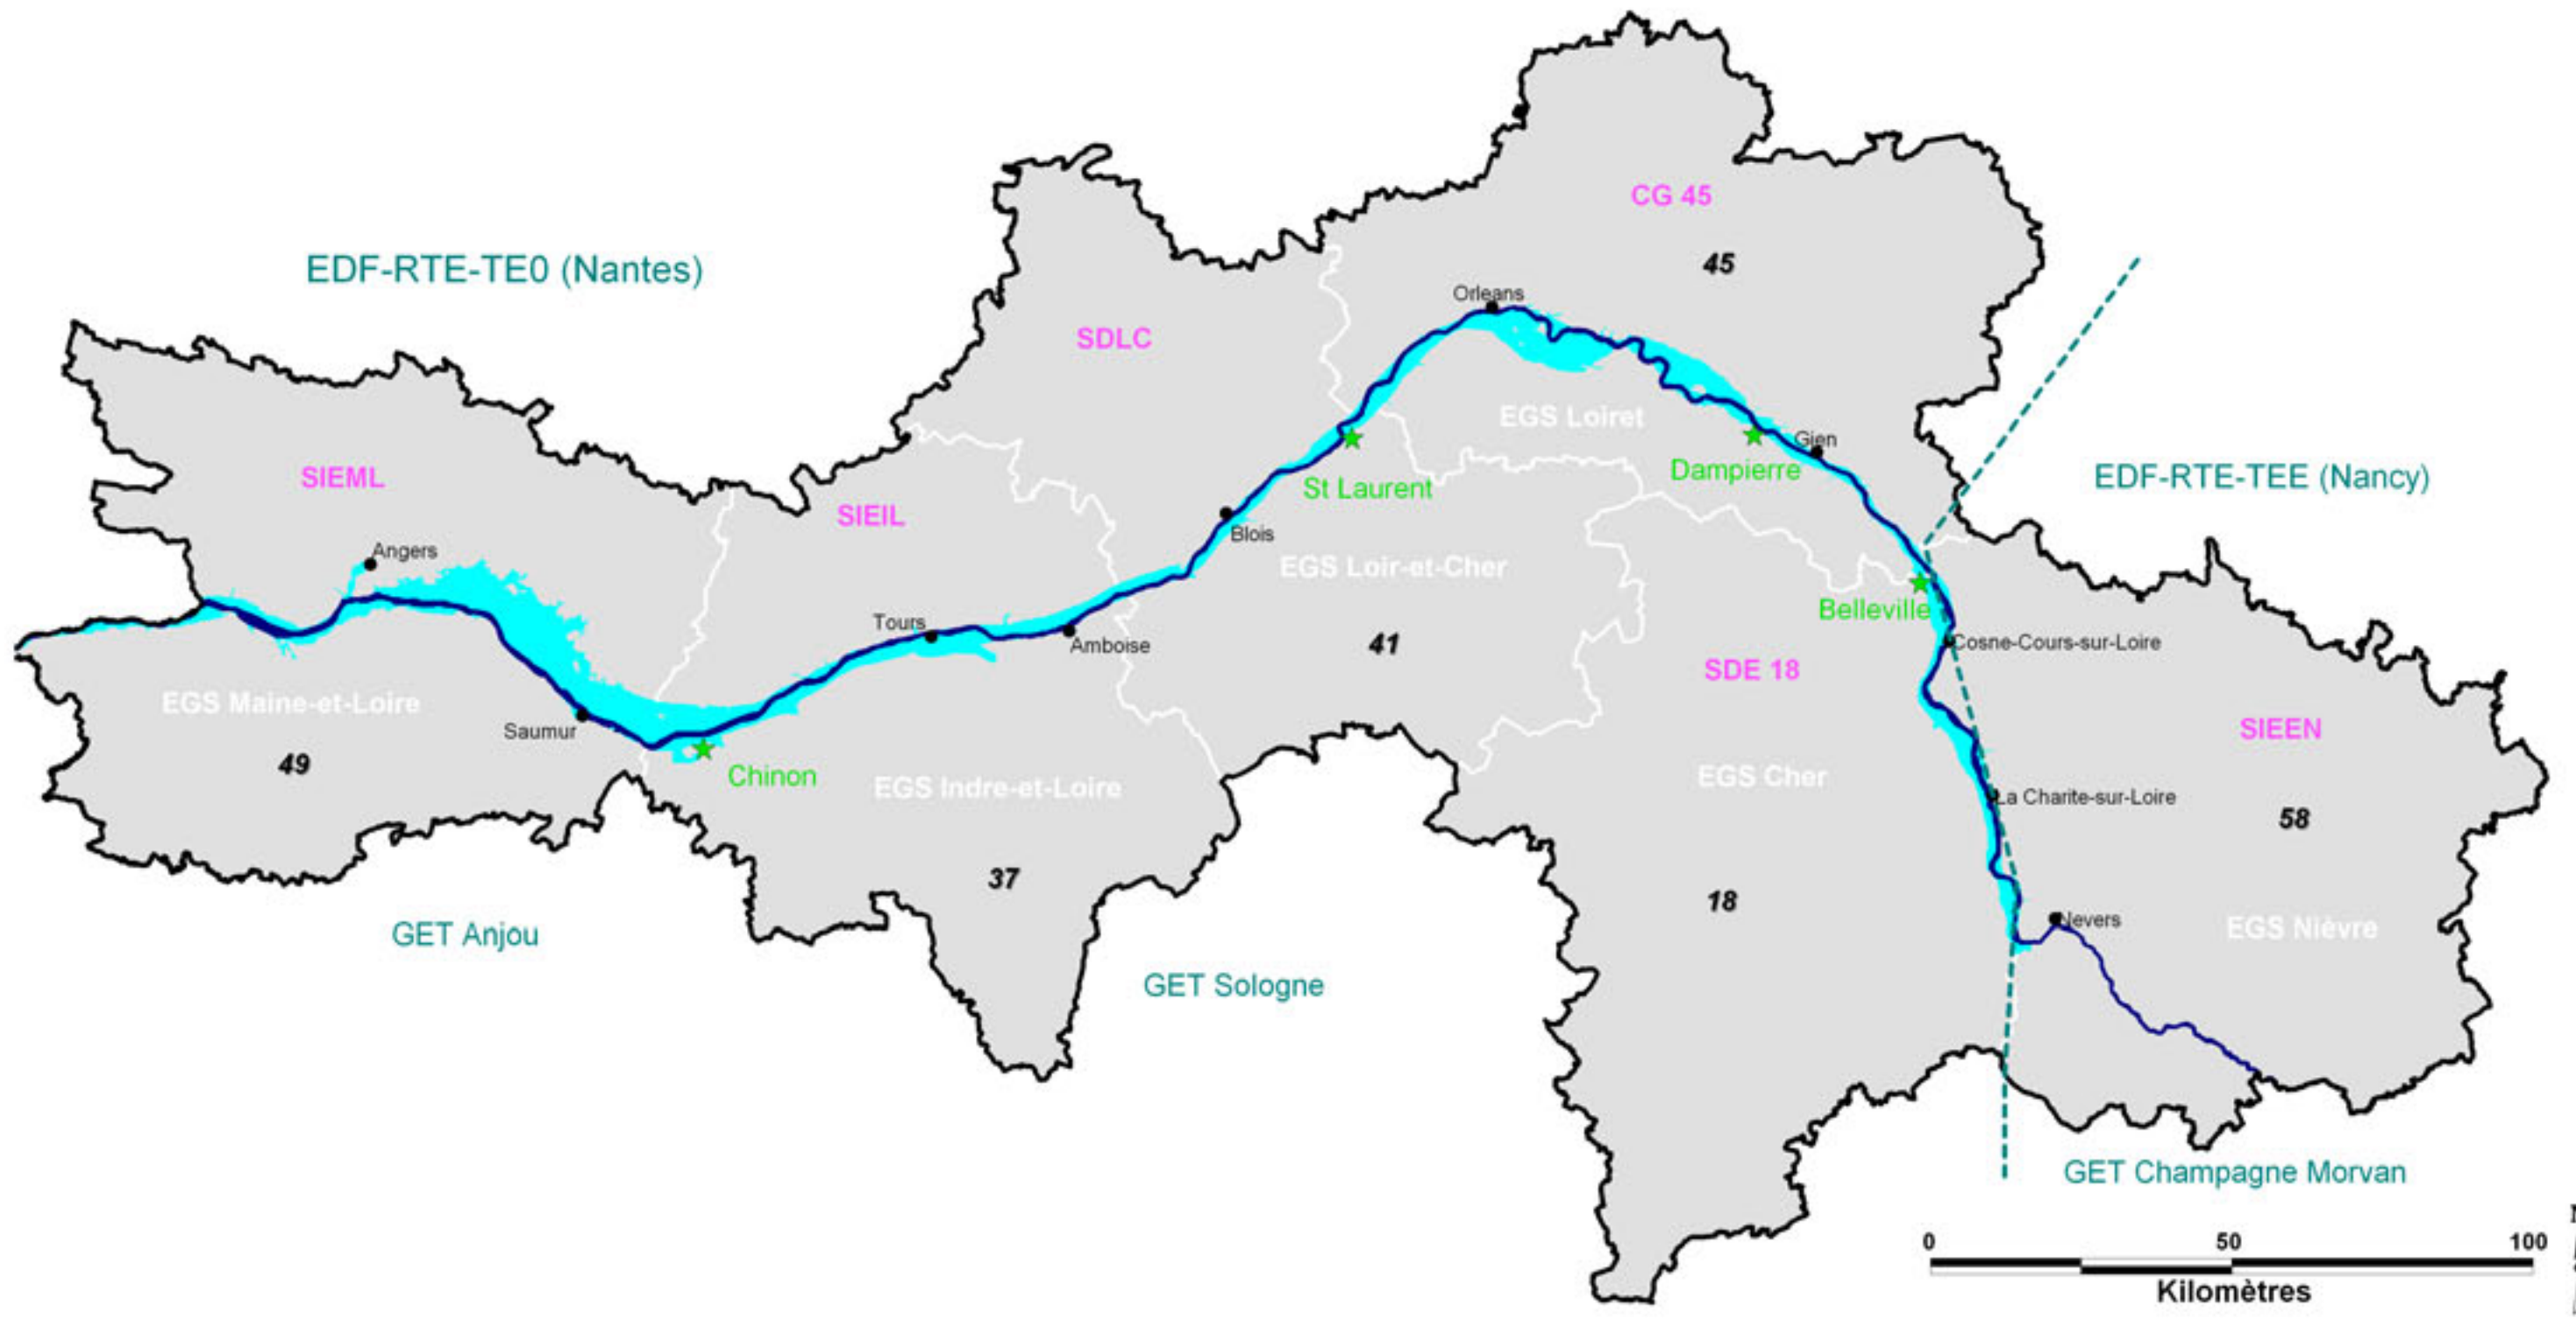 CG 45
45
EDF-RTE-TE0 (Nantes)
Orleans
SDLC
EGS Loiret
Gien
Dampierre
SIEML
EDF-RTE-TEE (Nancy)
St Laurent
SIEIL
Blois
Angers
EGS Loir-et-Cher
Belleville
Tours
Amboise
41
Cosne-Cours-sur-Loire
SDE 18
EGS Maine-et-Loire
Saumur
SIEEN
49
Chinon
EGS Indre-et-Loire
EGS Cher
La Charite-sur-Loire
58
37
18
Nevers
EGS Nièvre
GET Anjou
GET Sologne
GET Champagne Morvan
0 50 100
Kilomètres